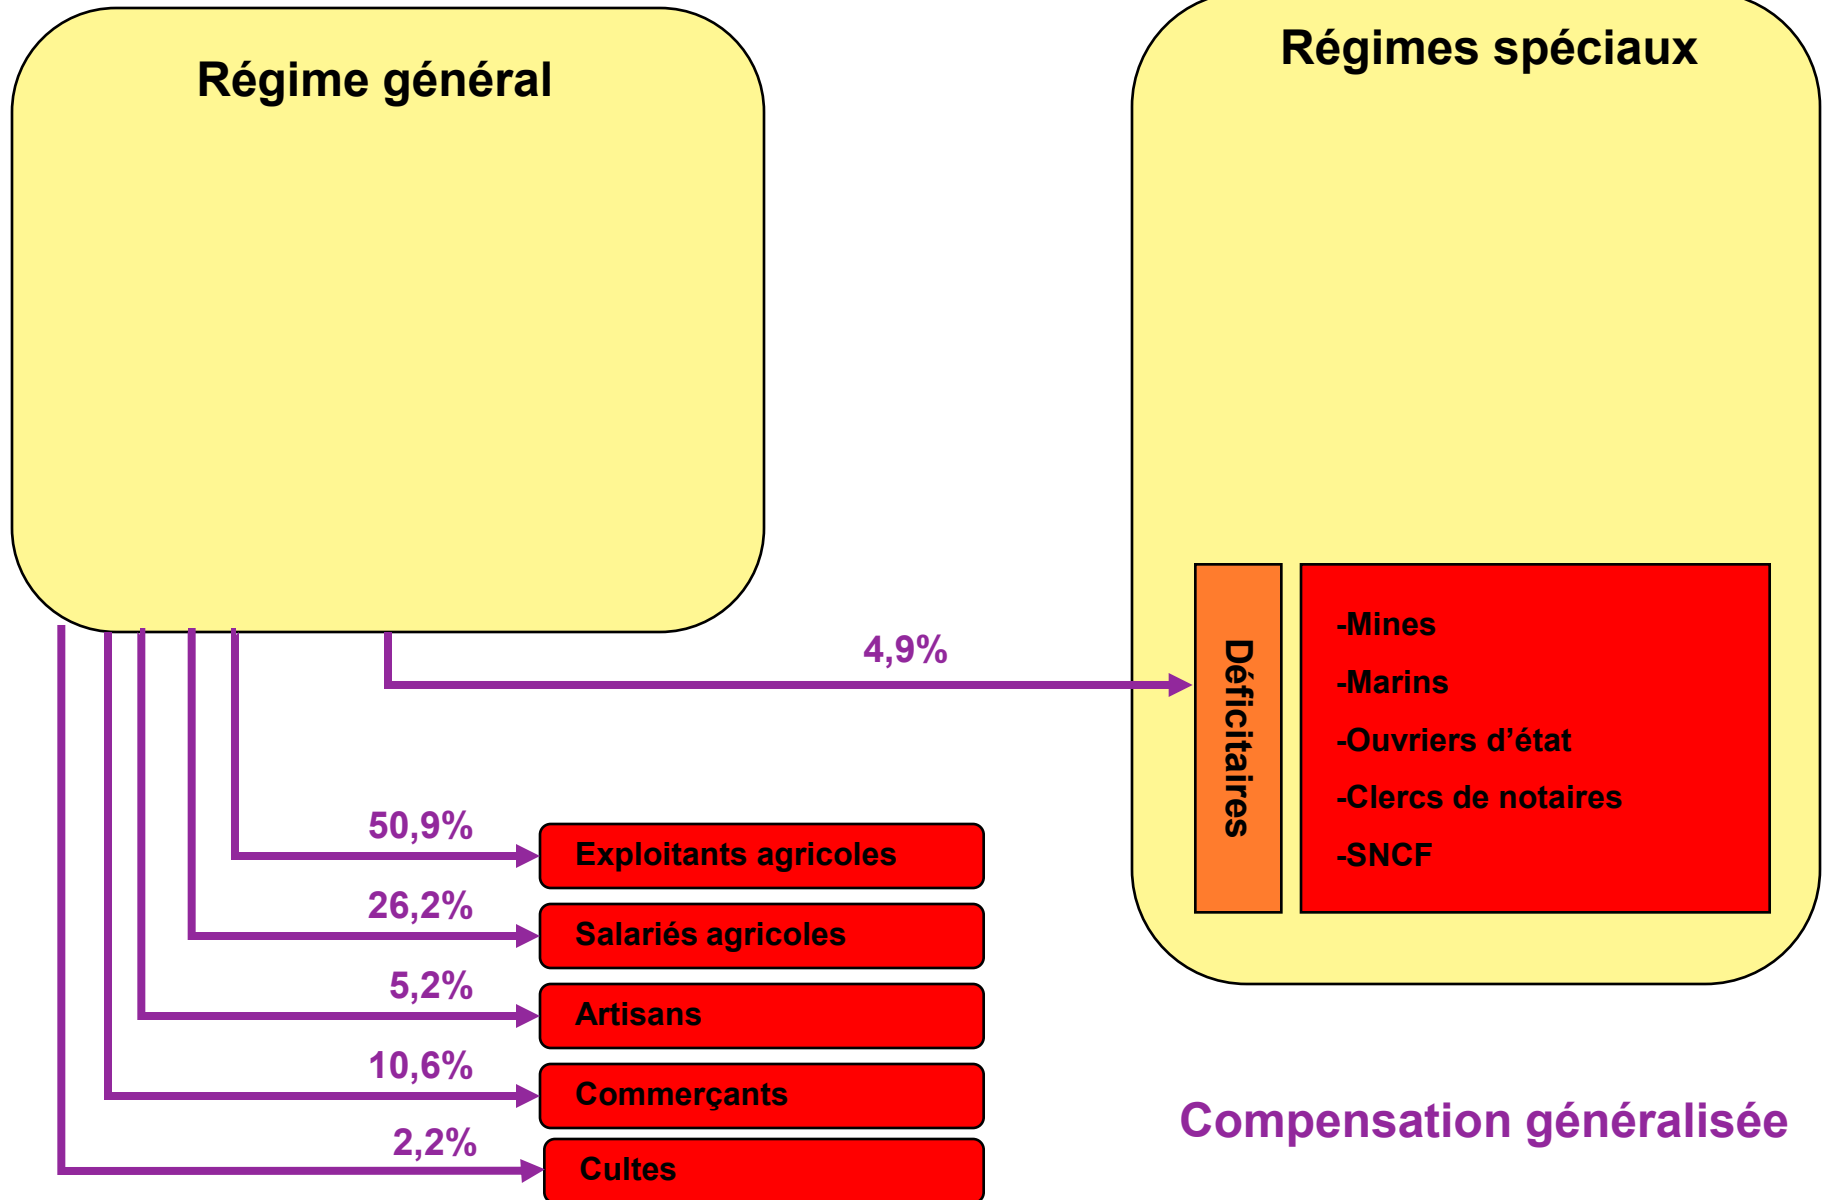 Régime général
Régimes spéciaux
4,9%
Déficitaires
-Mines
-Marins
-Ouvriers d’état
-Clercs de notaires
-SNCF
50,9%
Exploitants agricoles
26,2%
Salariés agricoles
5,2%
Artisans
10,6%
Commerçants
2,2%
Cultes
Compensation généralisée